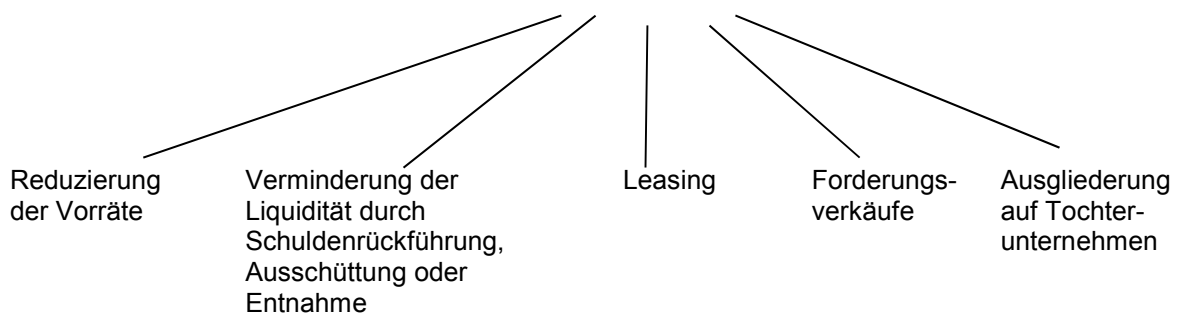 Reduzierung
der Vorräte
Verminderung der
Liquidität durch
Schuldenrückführung,
Ausschüttung oder
Entnahme
Leasing
Forderungs-
verkäufe
Ausgliederung
auf Tochter-
unternehmen